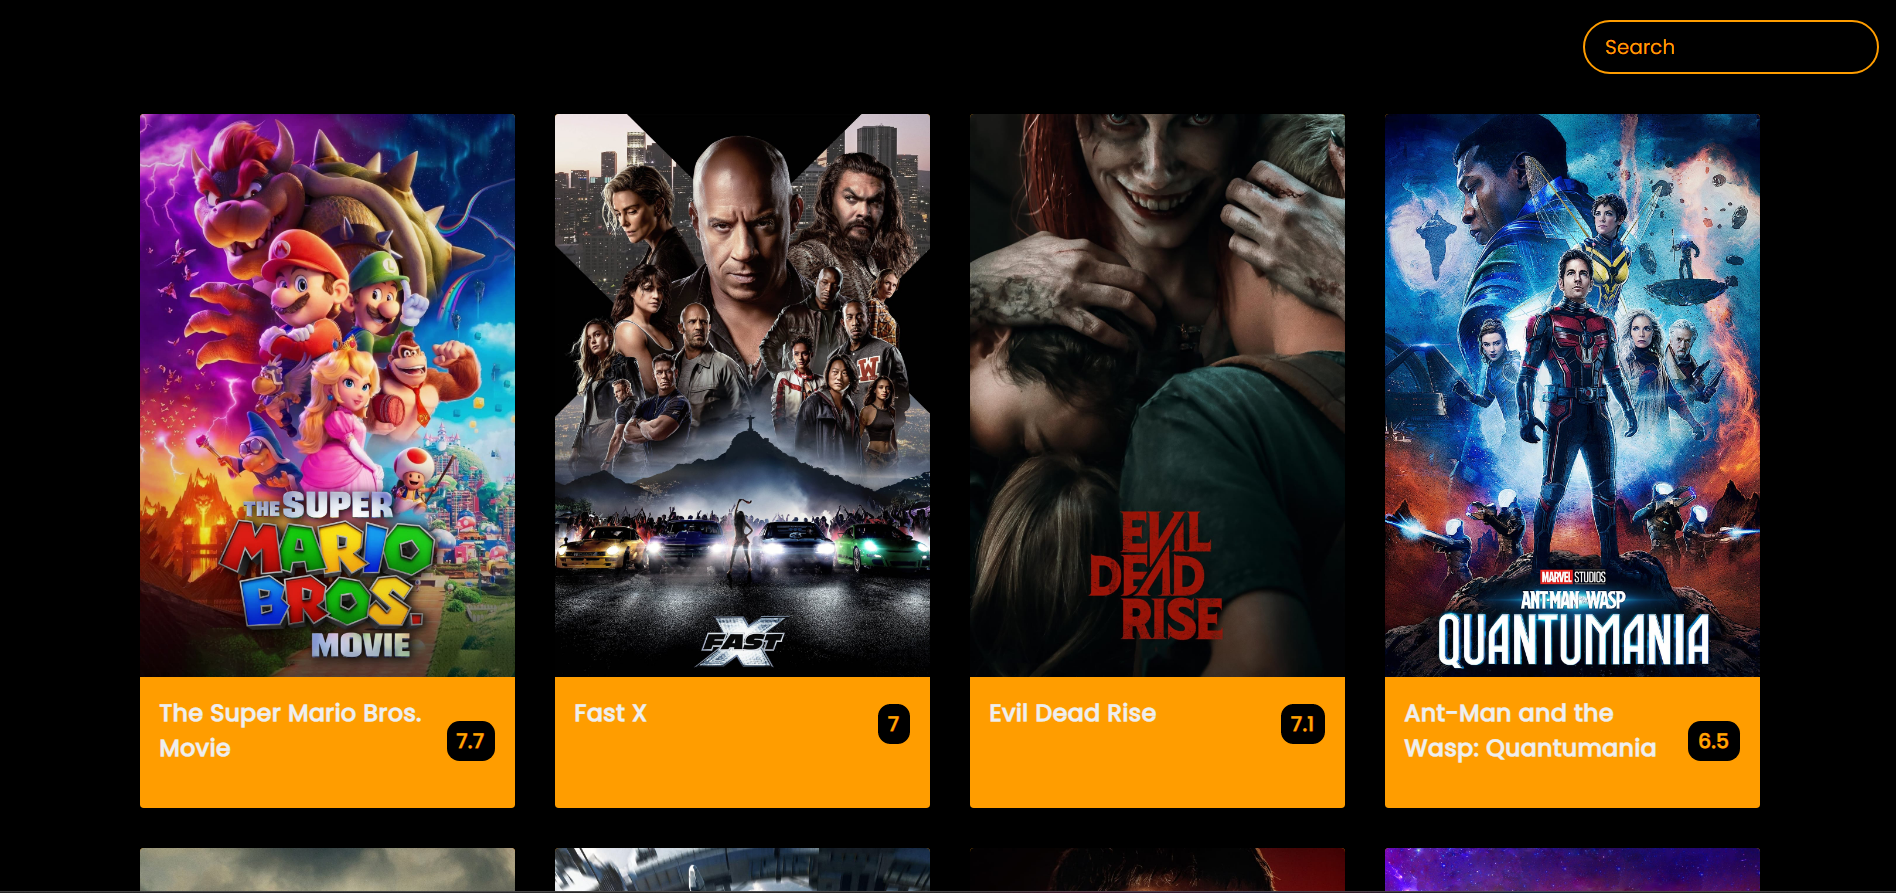 Search
THE SUPER
MARIO
BROS.
MOVIE
FAST X
EVIL
DEAD
RISE
MARVEL STUDIOS
ANT-MAN AND THE WASP
QUANTUMANIA
The Super Mario Bros.
Movie
7.7
Fast X
7
Evil Dead Rise
7.1
Ant-Man and the
Wasp: Quantumania
6.5